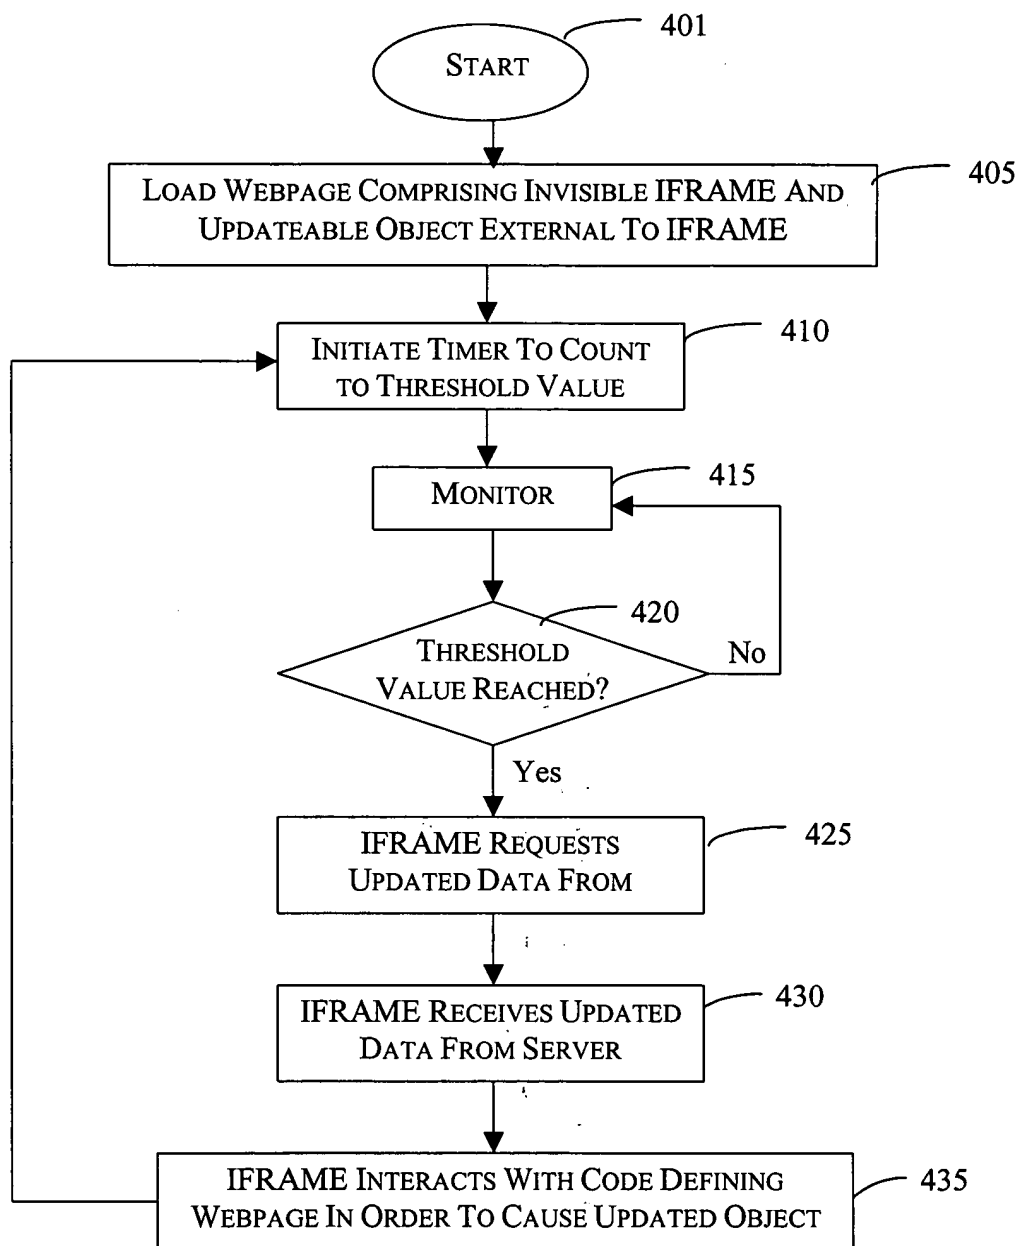 START
401
LOAD WEBPAGE COMPRISING INVISIBLE IFRAME AND
UPDATEABLE OBJECT EXTERNAL TO IFRAME
405
INITIATE TIMER TO COUNT
TO THRESHOLD VALUE
410
MONITOR
415
THRESHOLD
VALUE REACHED?
420
No
Yes
IFRAME REQUESTS
UPDATED DATA FROM
425
IFRAME RECEIVES UPDATED
DATA FROM SERVER
430
IFRAME INTERACTS WITH CODE DEFINING
WEBPAGE IN ORDER TO CAUSE UPDATED OBJECT
435